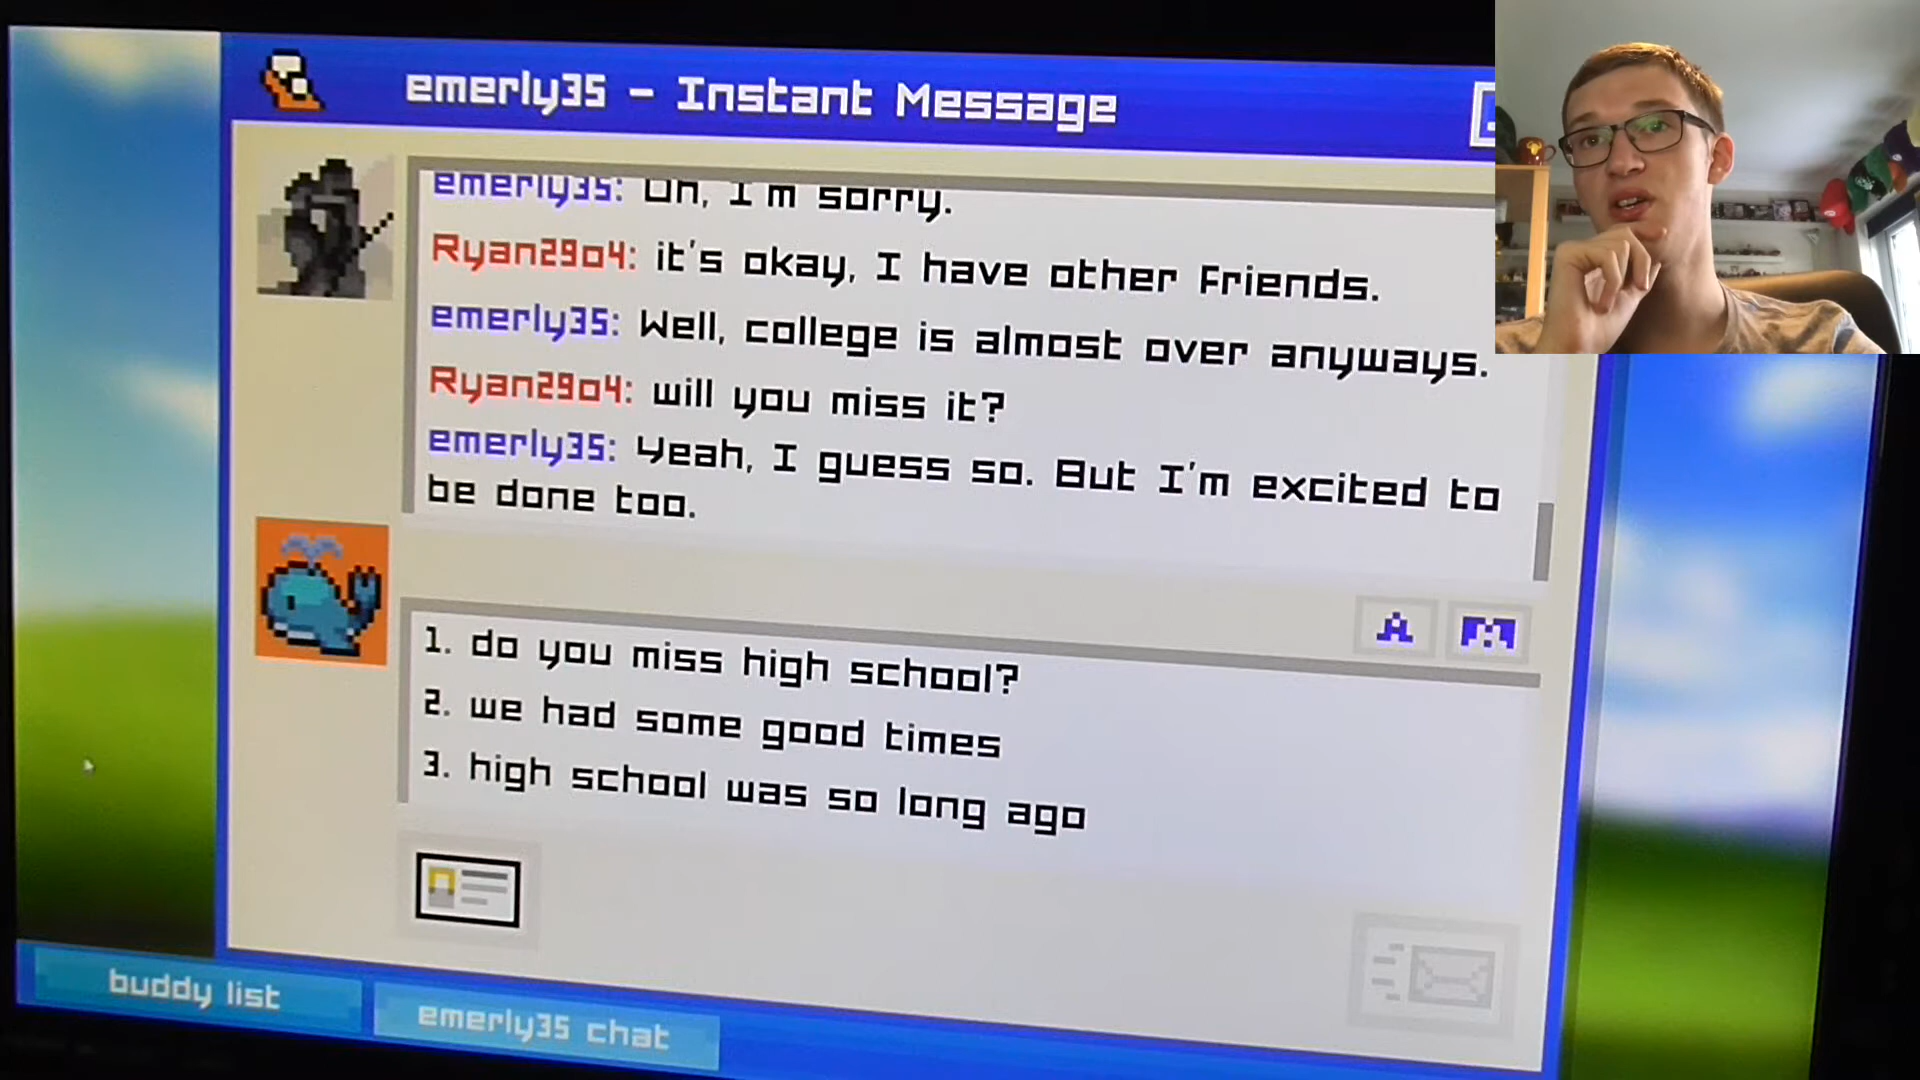 emerly35 - Instant Message
emerly35: Oh, I'm sorry.
Ryan29o4: it's okay, I have other friends.
emerly35: Well, college is almost over anyways.
Ryan29o4: will you miss it?
emerly35: Yeah, I guess so. But I'm excited to
be done too.
A M
1. do you miss high school?
2. we had some good times
3. high school was so long ago
buddy list
emerly35 chat